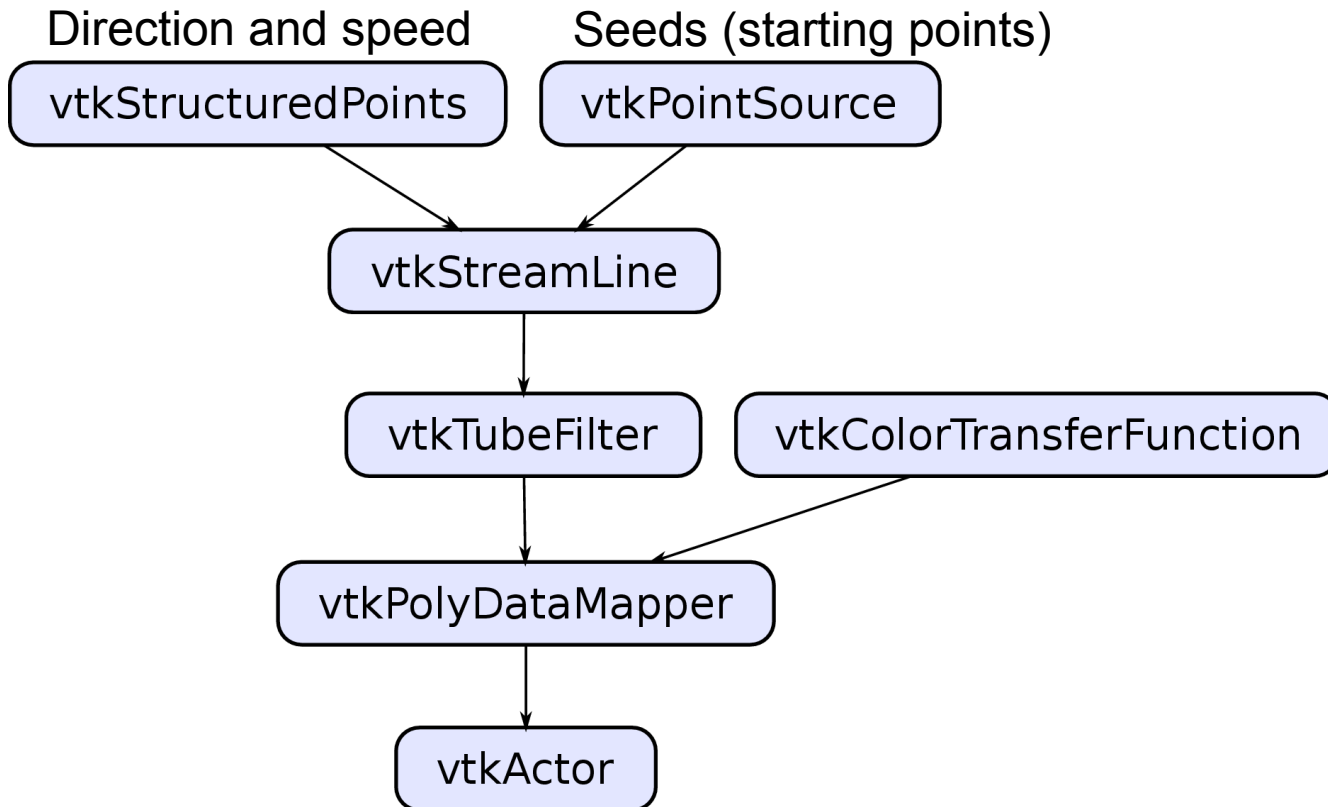 Direction and speed
Seeds (starting points)
vtkStructuredPoints
vtkPointSource
vtkStreamLine
vtkTubeFilter
vtkColorTransferFunction
vtkPolyDataMapper
vtkActor